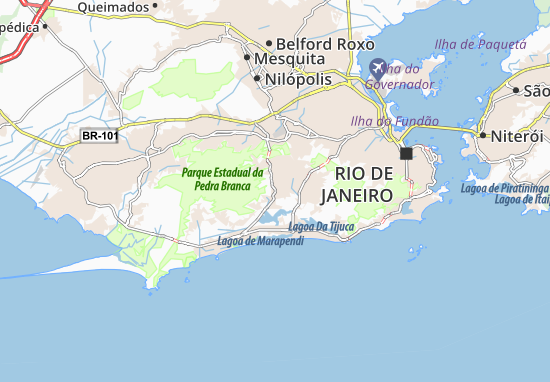 Queimados
pédica
Belford Roxo
Mesquita
Nilópolis
Ilha de Paquetá
Ilha do
Governador
São
Ilha do Fundão
BR-101
Niterói
Parque Estadual da
Pedra Branca
RIO DE
JANEIRO
Lagoa de Piratininga
Lagoa de Itaip
Lagoa Da Tijuca
Lagoa de Marapendi